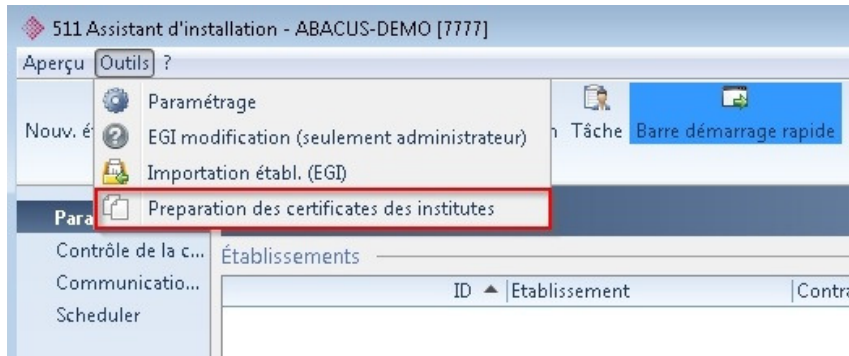 511 Assistant d'installation - ABACUS-DEMO [7777]
Aperçu Outils ?
Paramétrage
EGI modification (seulement administrateur)
Importation établ. (EGI)
Preparation des certificates des institutes
Nouv. é
n Tâche Barre démarrage rapide
Para
Contrôle de la c...
Communicatio...
Scheduler
Établissements
ID Etablissement Contra